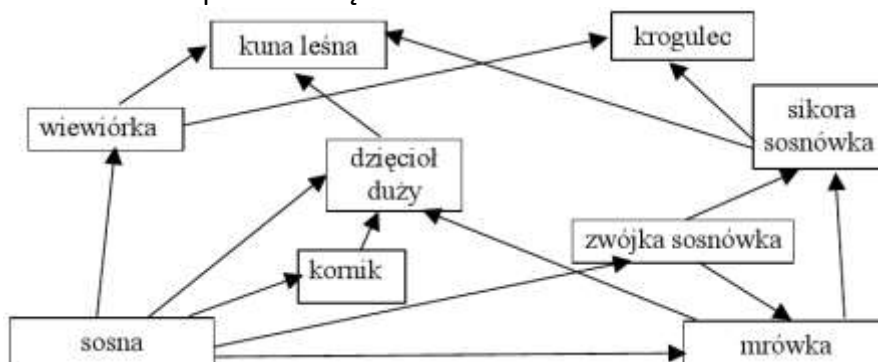 kuna leśna
krogulec
wiewiórka
sikora
sosnówka
dzięcioł
duży
zwójka sosnówka
kornik
sosna
mrówka